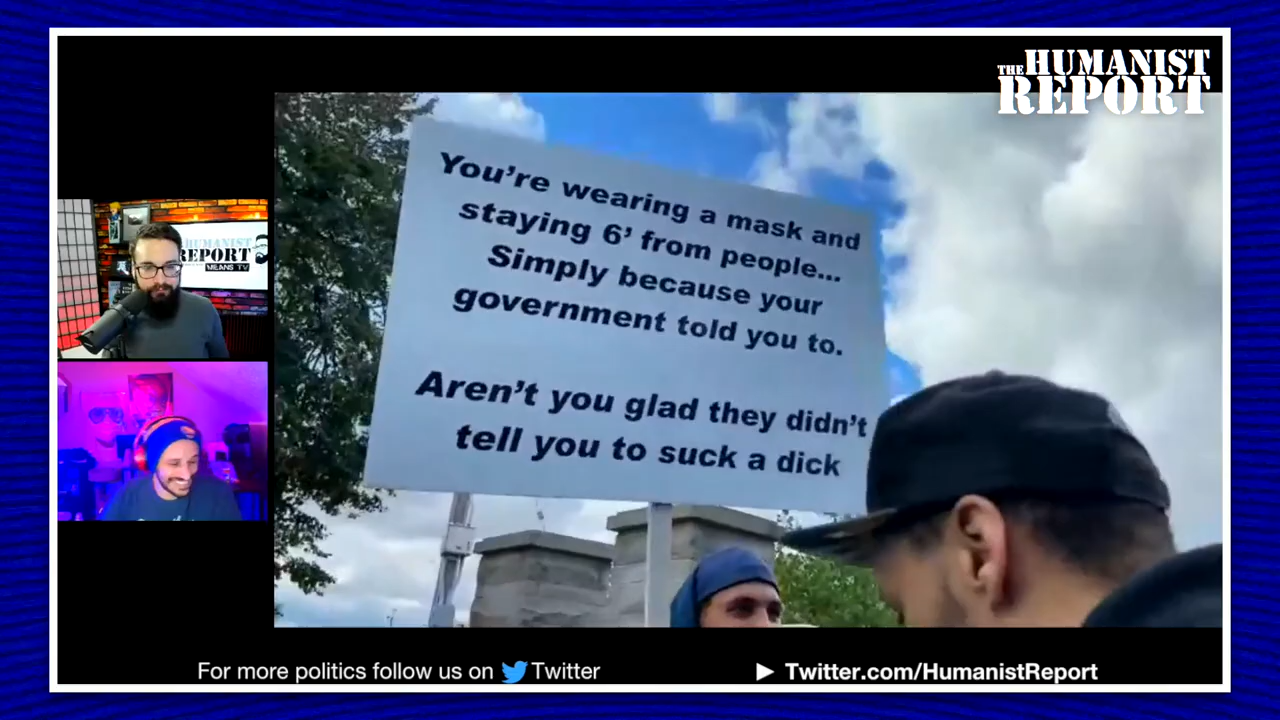 THE HUMANIST
REPORT
HUMANIST
REPORT
MEANS TV
You're wearing a mask and
staying 6' from people...
Simply because your
government told you to.
Aren't you glad they didn't
tell you to suck a dick
For more politics follow us on Twitter
Twitter.com/HumanistReport